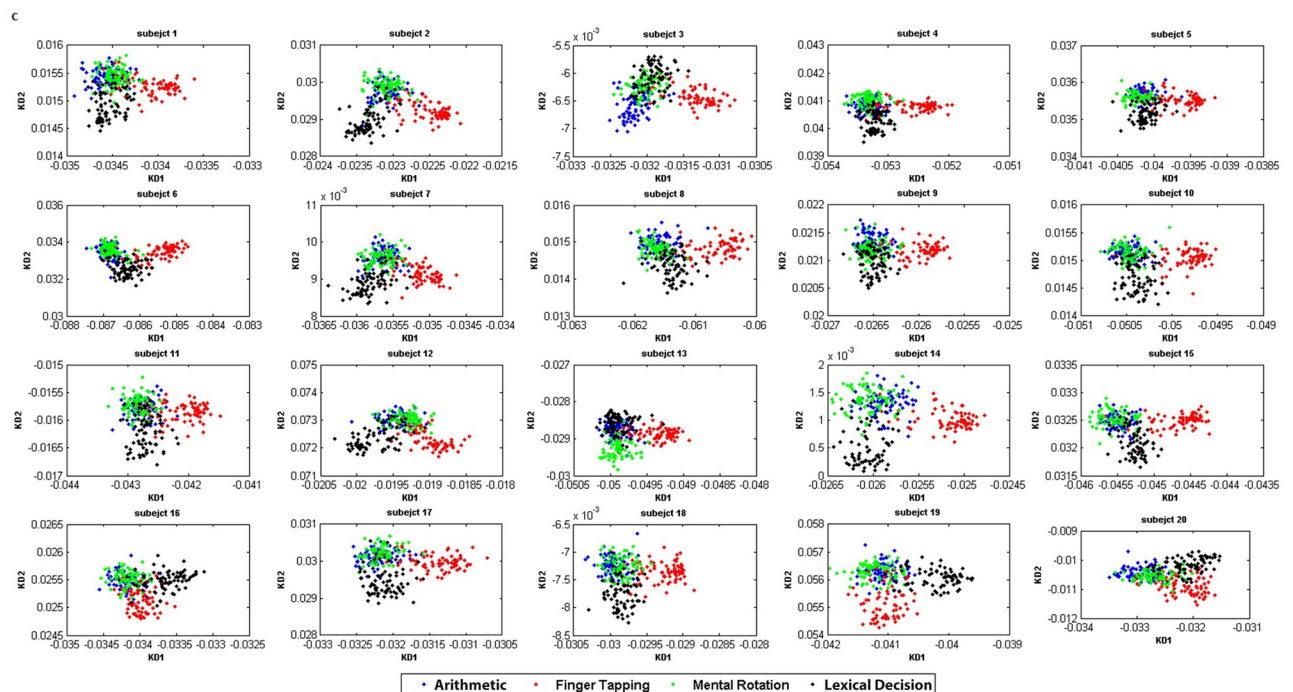 C
subejct 1
subejct 2
subejct 3
subejct 4
subejct 5
0.016
0.0155
0.015
0.0145
0.014
KD2
-0.035 -0.0345 -0.034 -0.0335 -0.033
KD1
0.031
0.03
0.029
0.028
KD2
-0.024 -0.0235 -0.023 -0.0225 -0.022 -0.0215
KD1
x 10⁻³
-5.5
-6
-6.5
-7
-7.5
KD2
-0.033 -0.0325 -0.032 -0.0315 -0.031 -0.0305
KD1
0.043
0.042
0.041
0.04
0.039
KD2
-0.054 -0.053 -0.052 -0.051
KD1
0.037
0.036
0.035
0.034
KD2
-0.041 -0.0405 -0.04 -0.0395 -0.039 -0.0385
KD1
subejct 6
subejct 7
subejct 8
subejct 9
subejct 10
0.036
0.034
0.032
0.03
KD2
-0.088 -0.087 -0.086 -0.085 -0.084 -0.083
KD1
x 10⁻³
11
10
9
8
KD2
-0.0365 -0.036 -0.0355 -0.035 -0.0345 -0.034
KD1
0.016
0.015
0.014
0.013
KD2
-0.063 -0.062 -0.061 -0.06
KD1
0.022
0.0215
0.021
0.0205
0.02
KD2
-0.027 -0.0265 -0.026 -0.0255 -0.025
KD1
0.016
0.0155
0.015
0.0145
0.014
KD2
-0.051 -0.0505 -0.05 -0.0495 -0.049
KD1
subejct 11
subejct 12
subejct 13
subejct 14
subejct 15
-0.015
-0.0155
-0.016
-0.0165
-0.017
KD2
-0.044 -0.043 -0.042 -0.041
KD1
0.075
0.074
0.073
0.072
0.071
KD2
-0.0205 -0.02 -0.0195 -0.019 -0.0185 -0.018
KD1
-0.027
-0.028
-0.029
-0.03
KD2
-0.0505 -0.05 -0.0495 -0.049 -0.0485 -0.048
KD1
x 10⁻³
2
1.5
1
0.5
0
KD2
-0.0265 -0.026 -0.0255 -0.025 -0.0245
KD1
0.0335
0.033
0.0325
0.032
0.0315
KD2
-0.046 -0.0455 -0.045 -0.0445 -0.044 -0.0435
KD1
subejct 16
subejct 17
subejct 18
subejct 19
subejct 20
0.0265
0.026
0.0255
0.025
0.0245
KD2
-0.035 -0.0345 -0.034 -0.0335 -0.033 -0.0325
KD1
0.031
0.03
0.029
0.028
KD2
-0.033 -0.0325 -0.032 -0.0315 -0.031 -0.0305
KD1
x 10⁻³
-6.5
-7
-7.5
-8
-8.5
KD2
-0.0305 -0.03 -0.0295 -0.029 -0.0285 -0.028
KD1
0.058
0.057
0.056
0.055
0.054
KD2
-0.042 -0.041 -0.04 -0.039
KD1
-0.009
-0.01
-0.011
-0.012
KD2
-0.034 -0.033 -0.032 -0.031
KD1
Arithmetic Finger Tapping Mental Rotation Lexical Decision